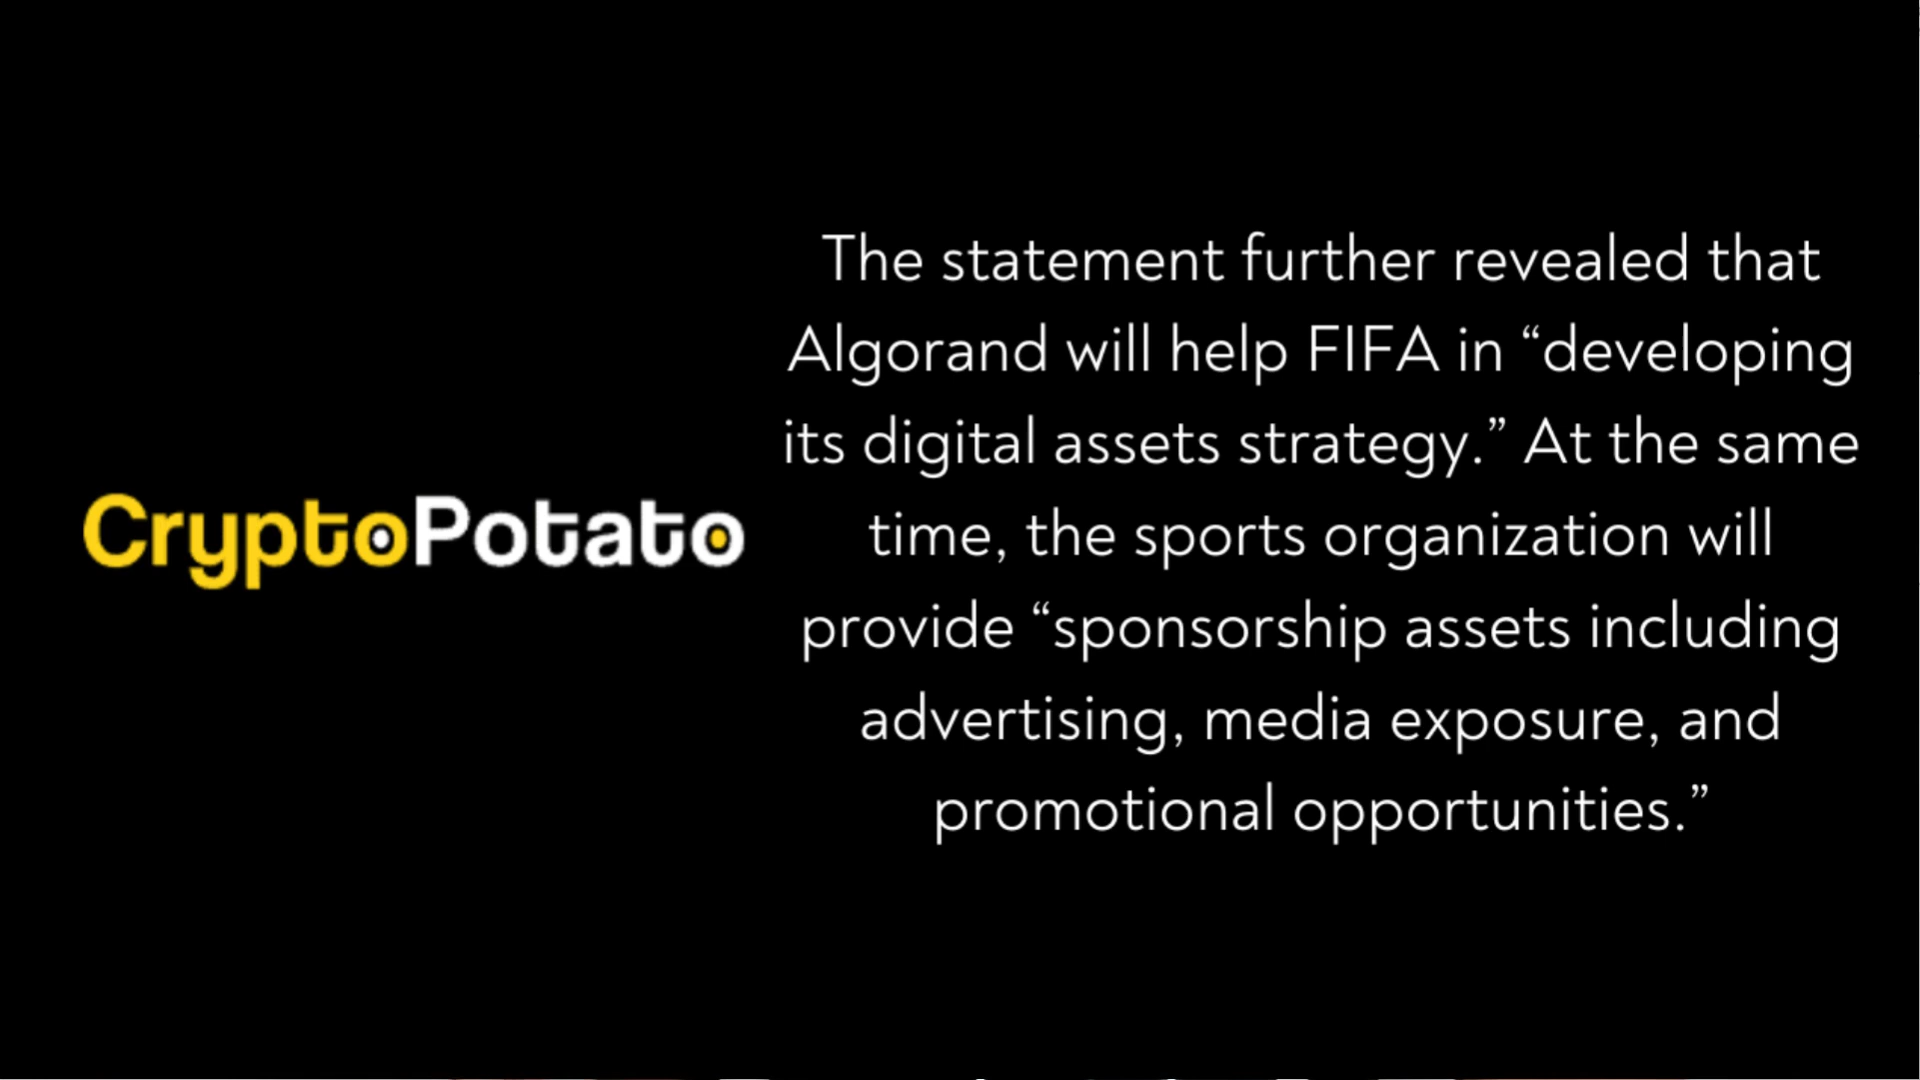 CryptoPotato
The statement further revealed that
Algorand will help FIFA in “developing
its digital assets strategy.” At the same
time, the sports organization will
provide “sponsorship assets including
advertising, media exposure, and
promotional opportunities.”